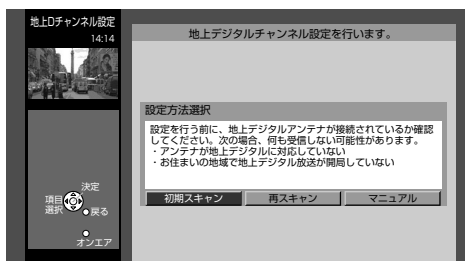 地上Dチャンネル設定
14:14
地上デジタルチャンネル設定を行います。
設定方法選択
設定を行う前に、地上デジタルアンテナが接続されているか確認
してください。次の場合、何も受信しない可能性があります。
・アンテナが地上デジタルに対応していない
・お住まいの地域で地上デジタル放送が開局していない
初期スキャン 再スキャン マニュアル
決定
項目
選択
戻る
オンエア